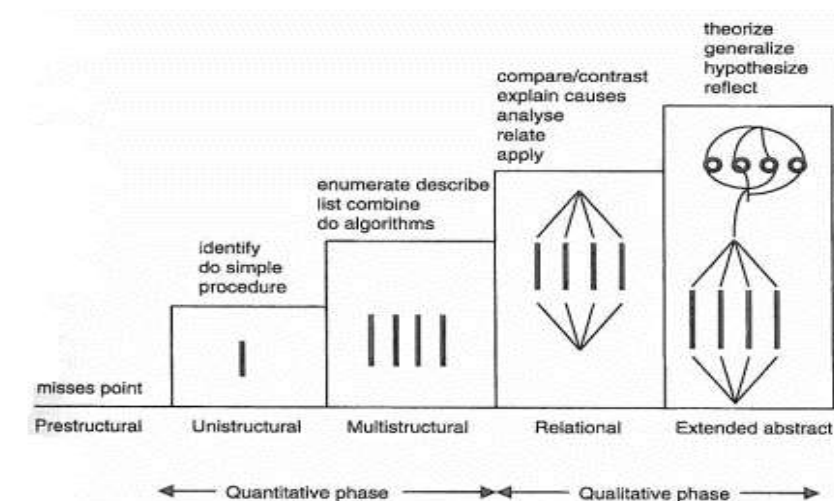 theorize
generalize
hypothesize
reflect
compare/contrast
explain causes
analyse
relate
apply
enumerate describe
list combine
do algorithms
identify
do simple
procedure
misses point
Prestructural
Unistructural
Multistructural
Relational
Extended abstract
Quantitative phase
Qualitative phase